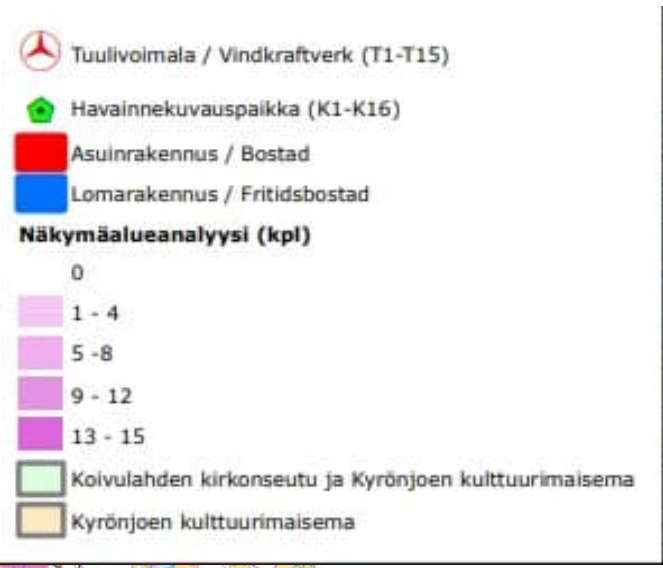 Tuulivoimala / Vindkraftverk (T1-T15)
Havainnekuvauspaikka (K1-K16)
Asuinrakennus / Bostad
Lomarakennus / Fritidsbostad
Näkymäalueanalyysi (kpl)
0
1 - 4
5 -8
9 - 12
13 - 15
Koivulahden kirkonseutu ja Kyrönjoen kulttuurimaisema
Kyrönjoen kulttuurimaisema